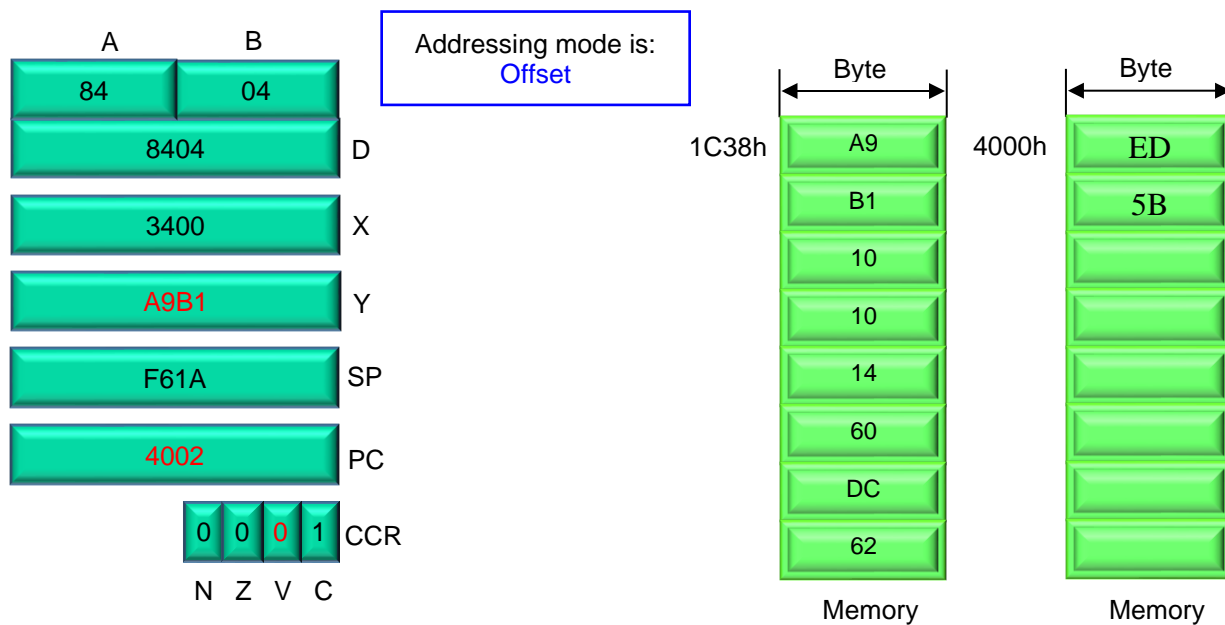 A B
84 04
8404 D
3400 X
A9B1 Y
F61A SP
4002 PC
0 0 0 1 CCR
N Z V C
Addressing mode is:
Offset
Byte
1C38h A9
B1
10
10
14
60
DC
62
Memory
Byte
4000h ED
5B
Memory